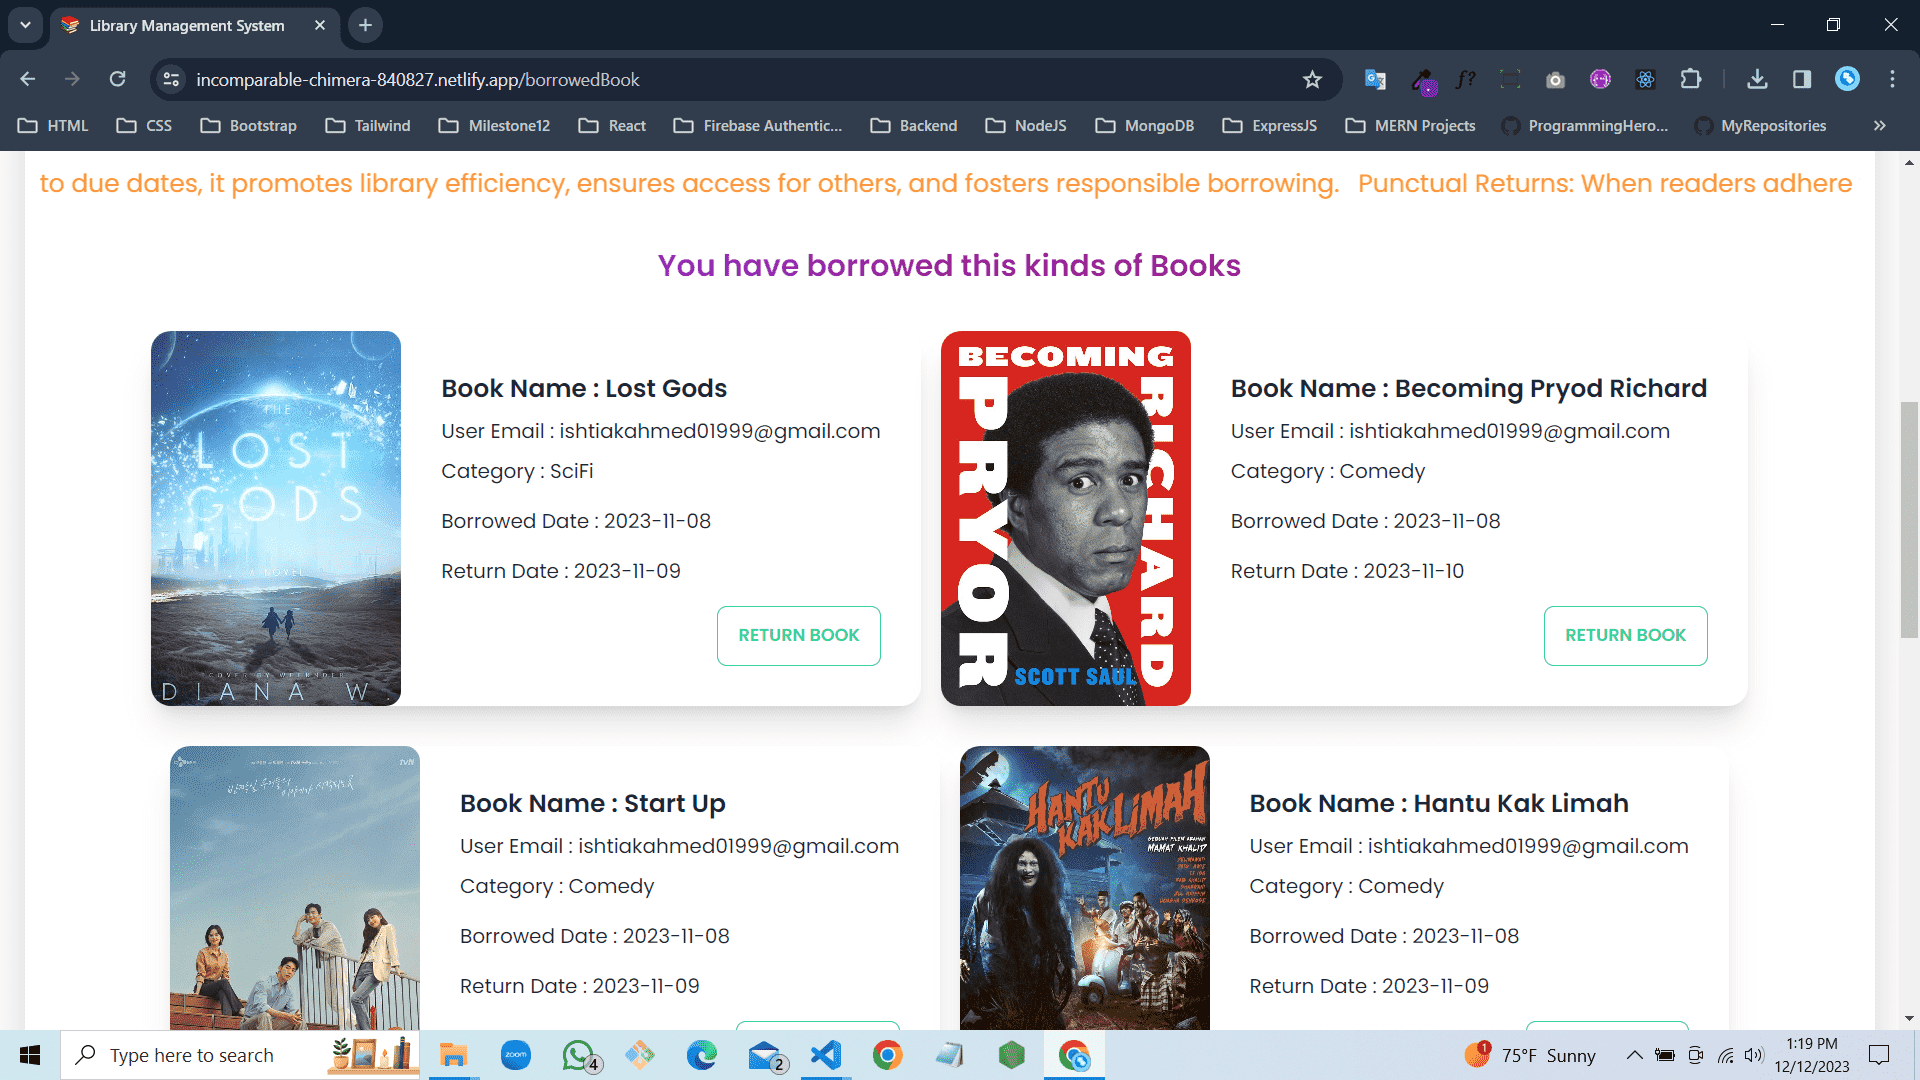 Library Management System
incomparable-chimera-840827.netlify.app/borrowedBook
HTML
CSS
Bootstrap
Tailwind
Milestone12
React
Firebase Authentic...
Backend
NodeJS
MongoDB
ExpressJS
MERN Projects
ProgrammingHero...
MyRepositories
to due dates, it promotes library efficiency, ensures access for others, and fosters responsible borrowing. Punctual Returns: When readers adhere
You have borrowed this kinds of Books
THE
LOST
GODS
A NOVEL
COVER BY WEEKNDER
DIANA W.
Book Name : Lost Gods
User Email : ishtiakahmed01999@gmail.com
Category : SciFi
Borrowed Date : 2023-11-08
Return Date : 2023-11-09
RETURN BOOK
BECOMING
RICHARD
PRYOR
SCOTT SAUL
Book Name : Becoming Pryod Richard
User Email : ishtiakahmed01999@gmail.com
Category : Comedy
Borrowed Date : 2023-11-08
Return Date : 2023-11-10
RETURN BOOK
tvN
Book Name : Start Up
User Email : ishtiakahmed01999@gmail.com
Category : Comedy
Borrowed Date : 2023-11-08
Return Date : 2023-11-09
HANTU
KAK LIMAH
MAMAT KHALID
Book Name : Hantu Kak Limah
User Email : ishtiakahmed01999@gmail.com
Category : Comedy
Borrowed Date : 2023-11-08
Return Date : 2023-11-09
Type here to search
zoom
4
2
1
75°F Sunny
1:19 PM
12/12/2023